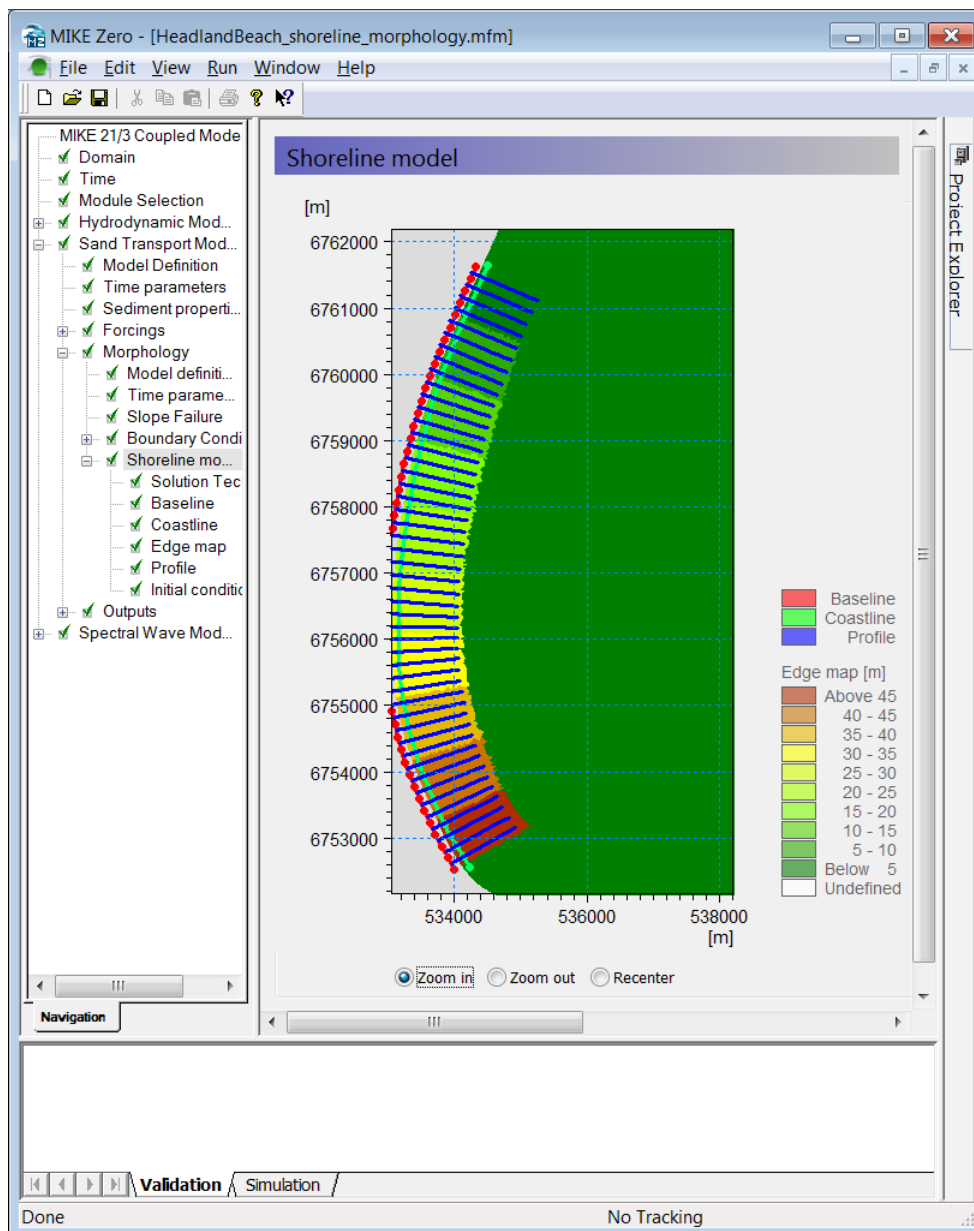 MIKE Zero - [HeadlandBeach_shoreline_morphology.mfm]
File Edit View Run Window Help
MIKE 21/3 Coupled Mode
Domain
Time
Module Selection
Hydrodynamic Mod...
Sand Transport Mod...
Model Definition
Time parameters
Sediment properti...
Forcings
Morphology
Model definiti...
Time parame...
Slope Failure
Boundary Condi
Shoreline mo...
Solution Tec
Baseline
Coastline
Edge map
Profile
Initial conditic
Outputs
Spectral Wave Mod...
Navigation
Shoreline model
[m]
6762000
6761000
6760000
6759000
6758000
6757000
6756000
6755000
6754000
6753000
534000 536000 538000
[m]
Baseline
Coastline
Profile
Edge map [m]
Above 45
40 - 45
35 - 40
30 - 35
25 - 30
20 - 25
15 - 20
10 - 15
5 - 10
Below 5
Undefined
Zoom in Zoom out Recenter
Project Explorer
Validation Simulation
Done No Tracking